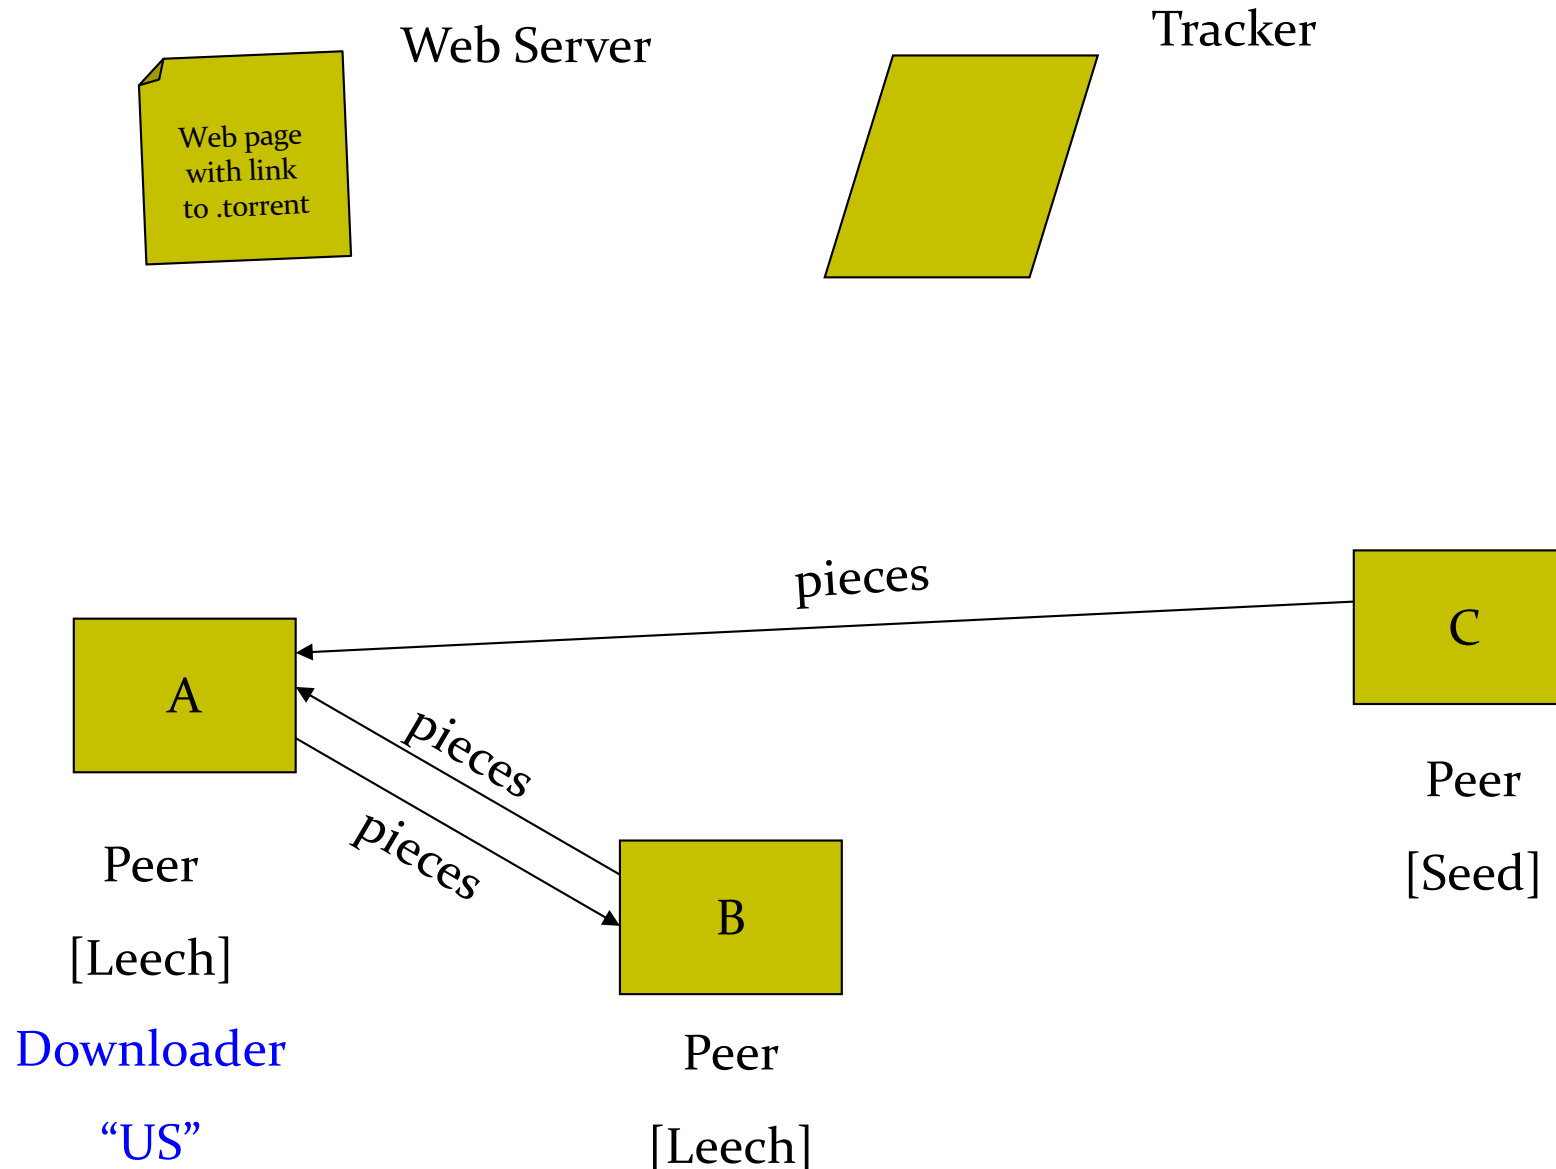 Web Server
Tracker
Web page
with link
to .torrent
pieces
C
A
pieces
pieces
Peer
[Seed]
B
Peer
[Leech]
Downloader
“US”
Peer
[Leech]